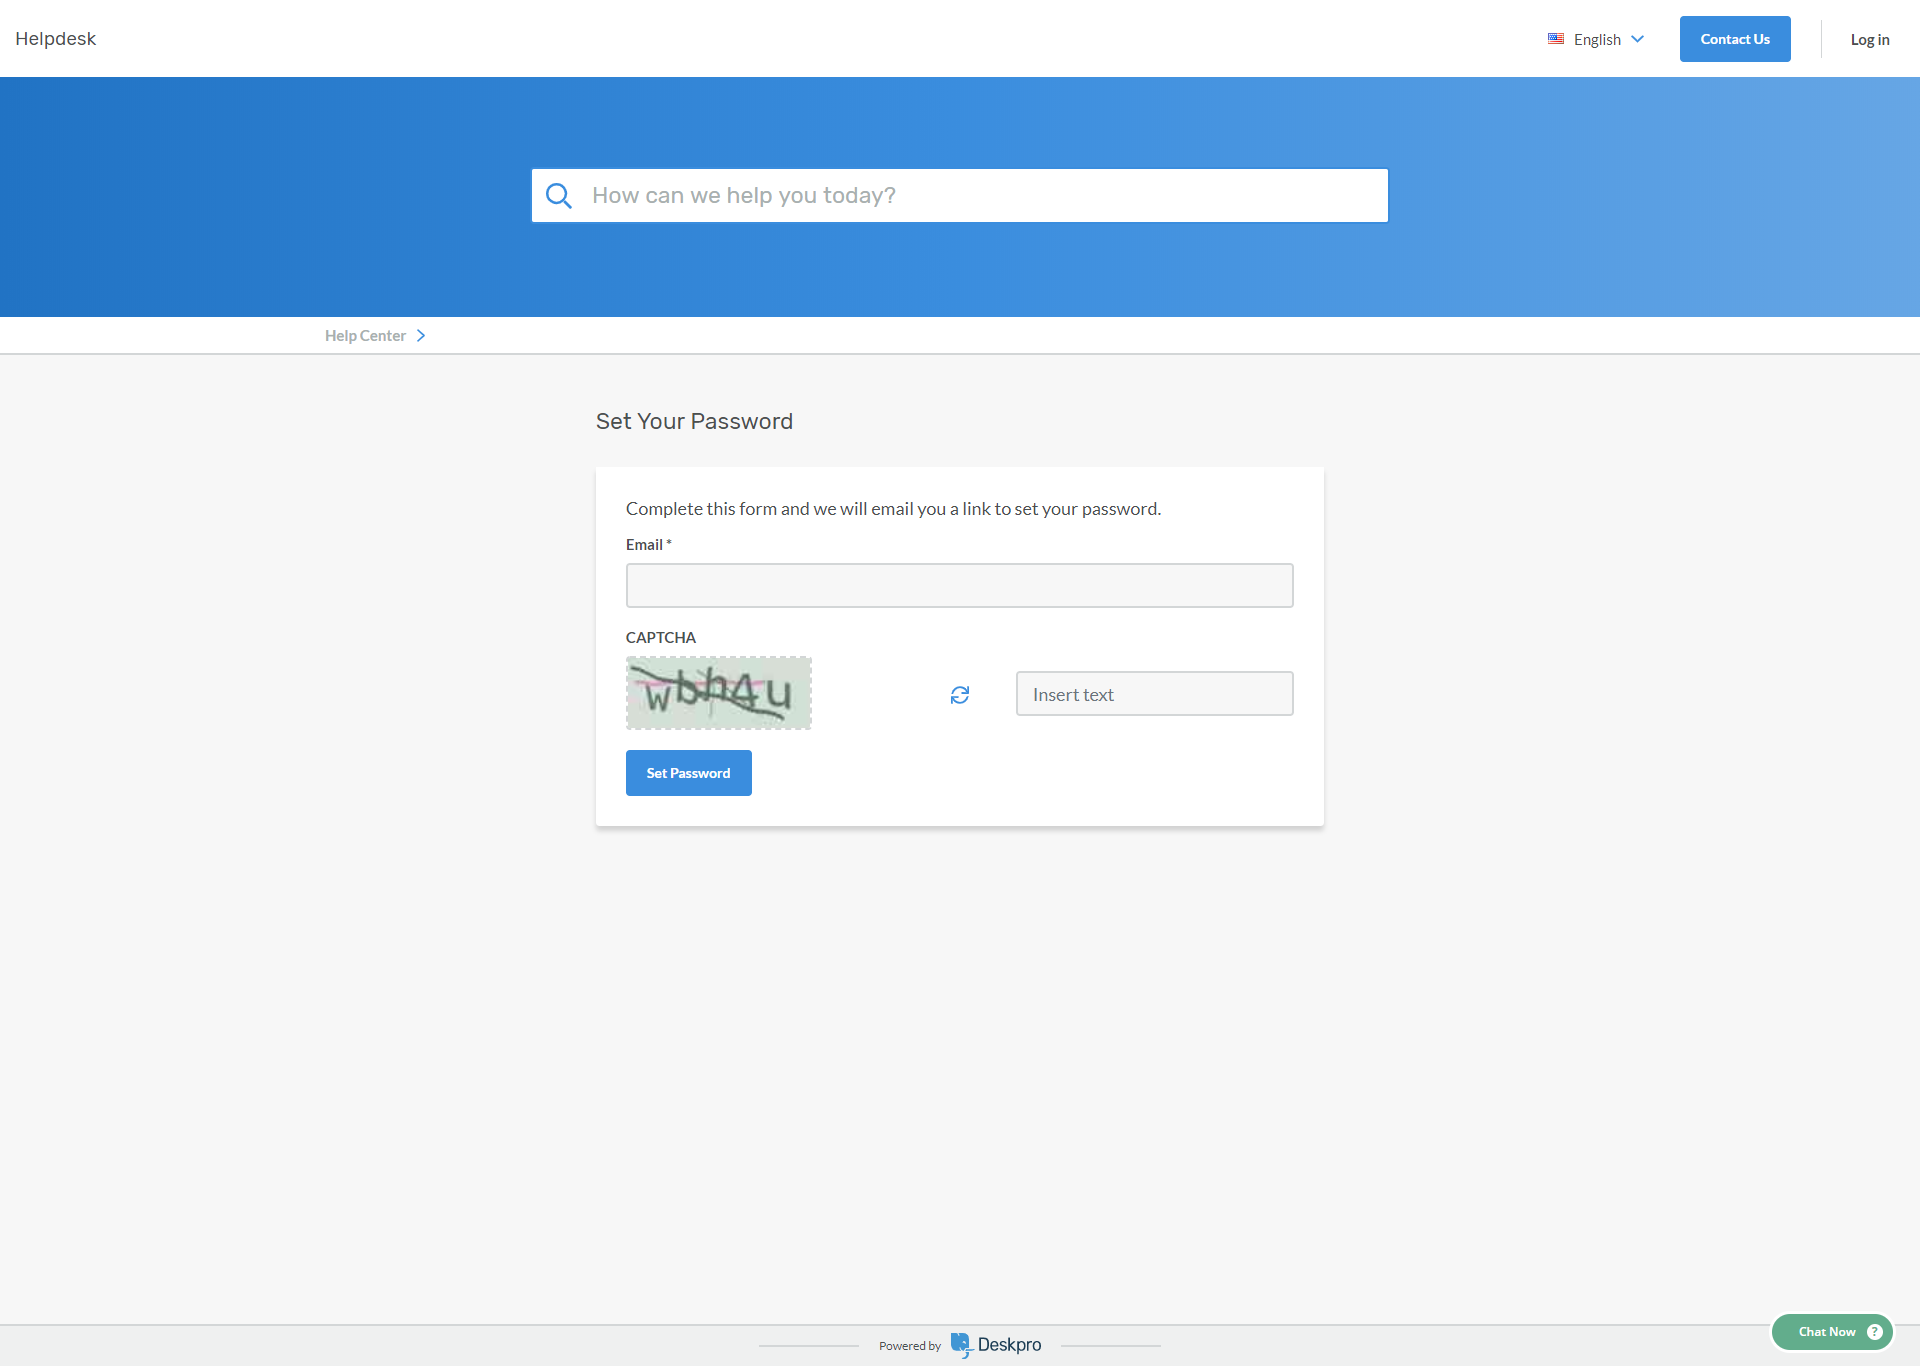 Helpdesk
English
Contact Us
Log in
How can we help you today?
Help Center
Set Your Password
Complete this form and we will email you a link to set your password.
Email *
CAPTCHA
wbh4u
Insert text
Set Password
Powered by Deskpro
Chat Now ?